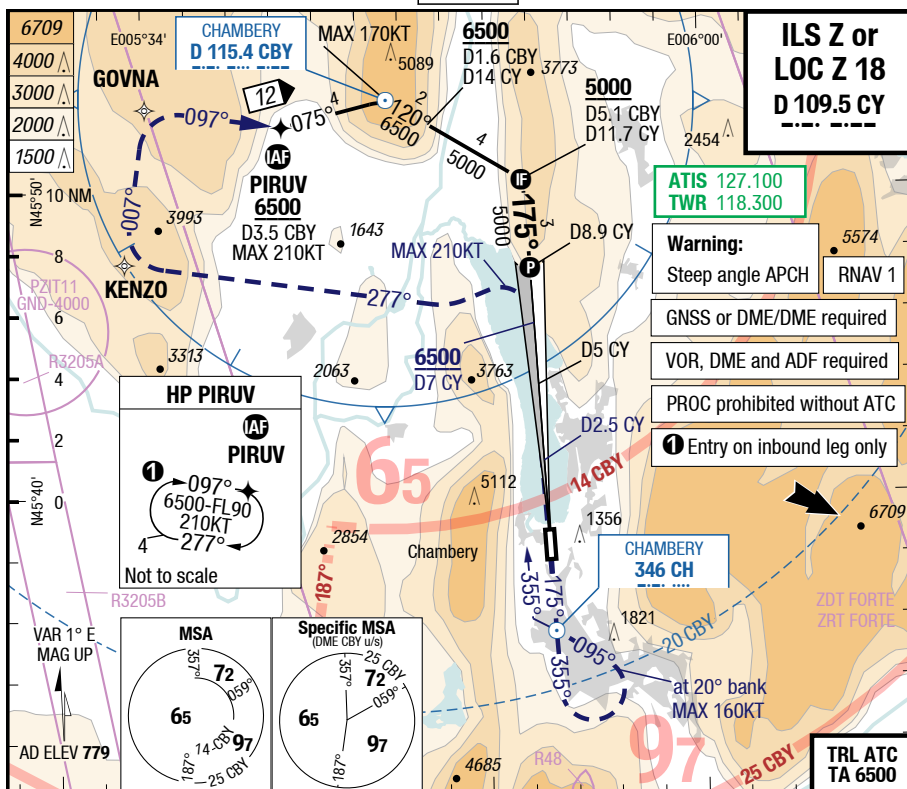 6709
4000
3000
2000
1500
E005°34'
CHAMBERY
D 115.4 CBY
MAX 170KT
5089
6500
D1.6 CBY
D14 CY
3773
E006°00'
ILS Z or
LOC Z 18
D 109.5 CY
GOVNA
12
097°
075°
4
120°
6500
2
4
5000
5000
D5.1 CBY
D11.7 CY
2454
IAF
PIRUV
6500
D3.5 CBY
MAX 210KT
IF
175°
3
5000
ATIS 127.100
TWR 118.300
N45°50'
10 NM
007°
3993
1643
MAX 210KT
D8.9 CY
P
Warning:
Steep angle APCH
5574
RNAV 1
8
KENZO
PZIT11
GND-4000
277°
GNSS or DME/DME required
6
R3205A
3313
2063
6500
D7 CY
3763
D5 CY
VOR, DME and ADF required
4
PROC prohibited without ATC
HP PIRUV
IAF
PIRUV
2
D2.5 CY
1 Entry on inbound leg only
1
097°
6500-FL90
210KT
277°
4
Not to scale
65
14 CBY
N45°40'
0
5112
6709
2854
Chambery
1356
187°
CHAMBERY
346 CH
R3205B
355°
175°
1821
ZDT FORTE
ZRT FORTE
20 CBY
VAR 1° E
MAG UP
MSA
357°
25 CBY
72
059°
65
14 CBY
97
187°
25 CBY
Specific MSA
(DME CBY u/s)
357°
25 CBY
72
059°
65
97
187°
095°
355°
at 20° bank
MAX 160KT
AD ELEV 779
97
4685
R48
25 CBY
TRL ATC
TA 6500